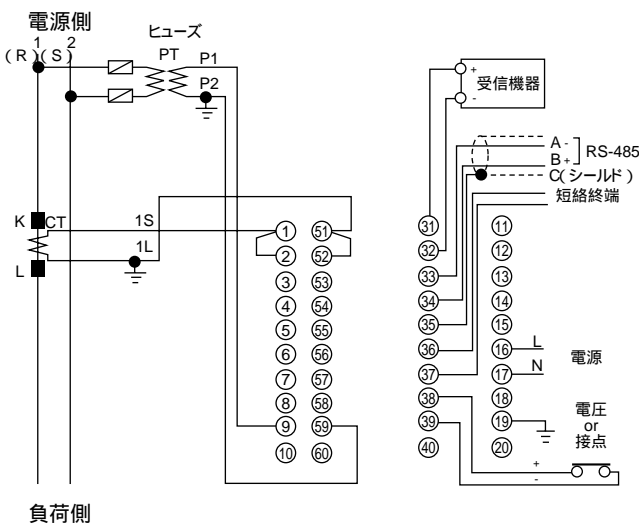 電源側
1 2
(R)(S)
ヒューズ
PT
P1
P2
K
CT
L
1S
1L
① 51
② 52
③ 53
④ 54
⑤ 55
⑥ 56
⑦ 57
⑧ 58
⑨ 59
⑩ 60
負荷側
+
-
受信機器
A -
B +
RS-485
C(シールド)
短絡終端
31 11
32 12
33 13
34 14
35 15
36 16
37 17
38 18
39 19
40 20
L
N
電源
電圧
or
接点
+
-